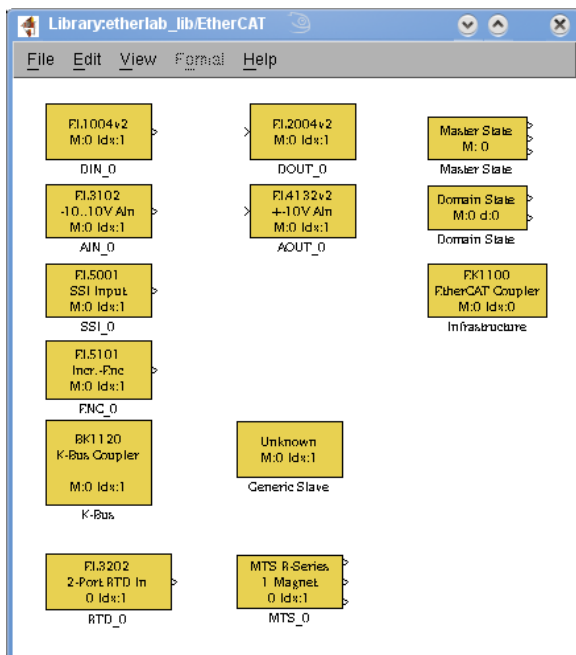 Library:etherlab_lib/EtherCAT
File Edit View Format Help
EL1004v2
M:0 Idx:1
DIN_0
EL2004v2
M:0 Idx:1
DOUT_0
Master State
M: 0
Master State
EL3102
-10..10V AIn
M:0 Idx:1
AIN_0
EL4132v2
+-10V AIn
M:0 Idx:1
AOUT_0
Domain State
M:0 d:0
Domain State
EL5001
SSI Input
M:0 Idx:1
SSI_0
EK1100
EtherCAT Coupler
M:0 Idx:0
Infrastructure
EL5101
Incr.-Enc
M:0 Idx:1
ENC_0
BK1120
K-Bus Coupler
M:0 Idx:1
K-Bus
Unknown
M:0 Idx:1
Generic Slave
EL3202
2-Port RTD In
0 Idx:1
RTD_0
MTS R-Series
1 Magnet
0 Idx:1
MTS_0